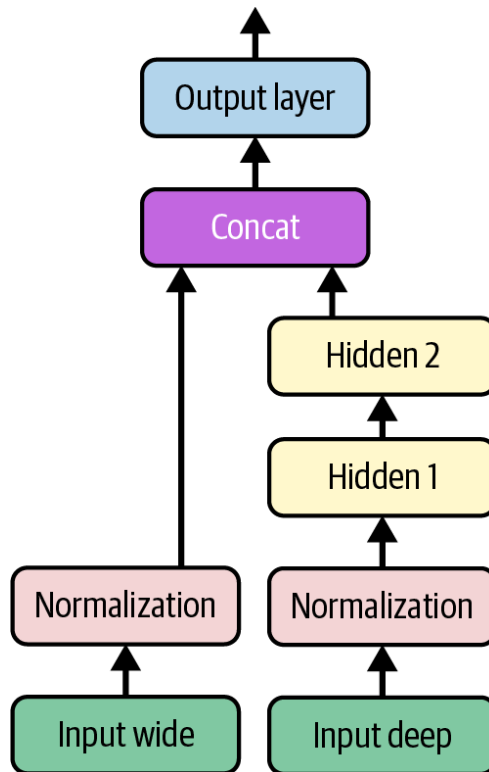 Output layer
Concat
Hidden 2
Hidden 1
Normalization
Normalization
Input wide
Input deep